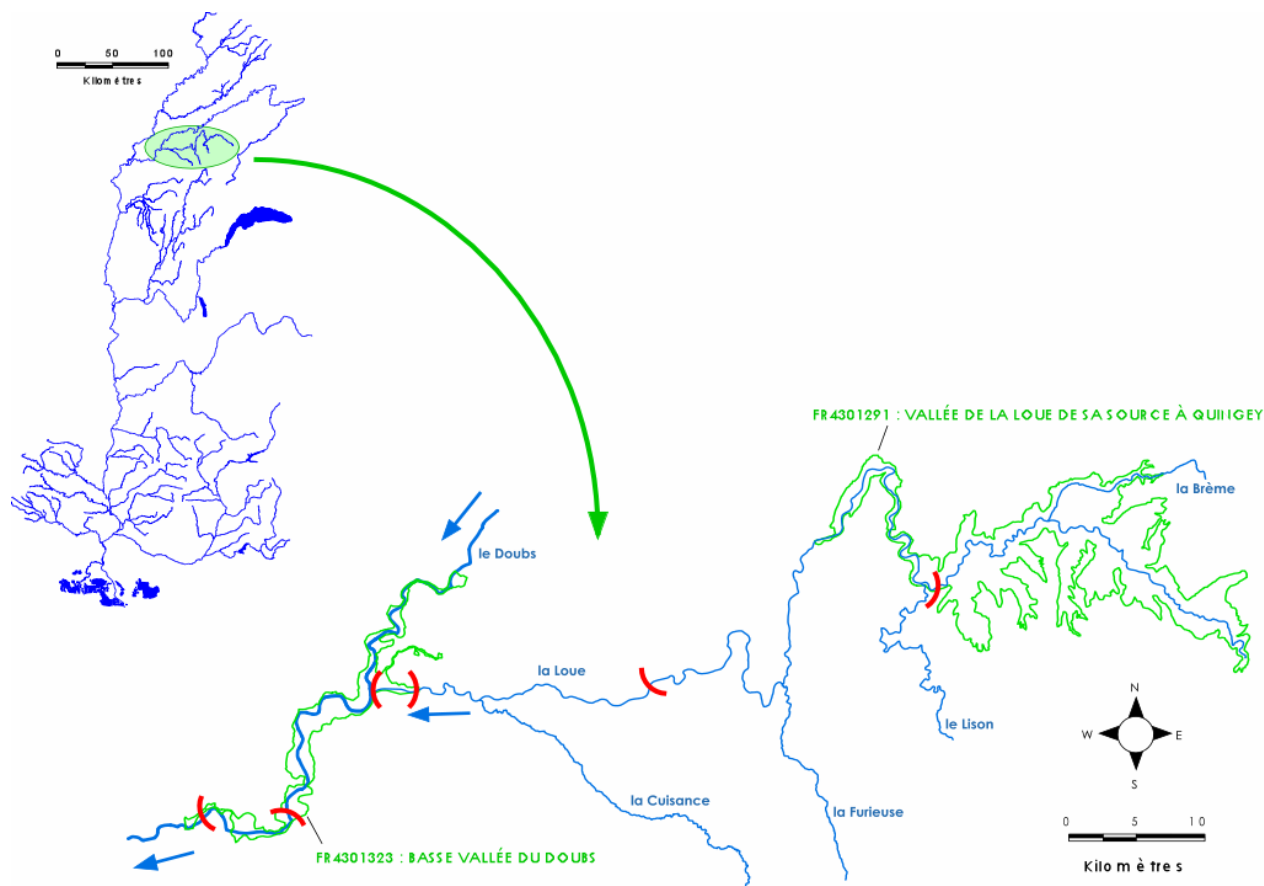 0 50 100
Kilomètres
FR4301291 : VALLÉE DE LA LOUE DE SA SOURCE À QUINGEY
la Brème
le Doubs
la Loue
le Lison
N
W E
S
la Cuisance
la Furieuse
0 5 10
Kilomètres
FR4301323 : BASSE VALLÉE DU DOUBS